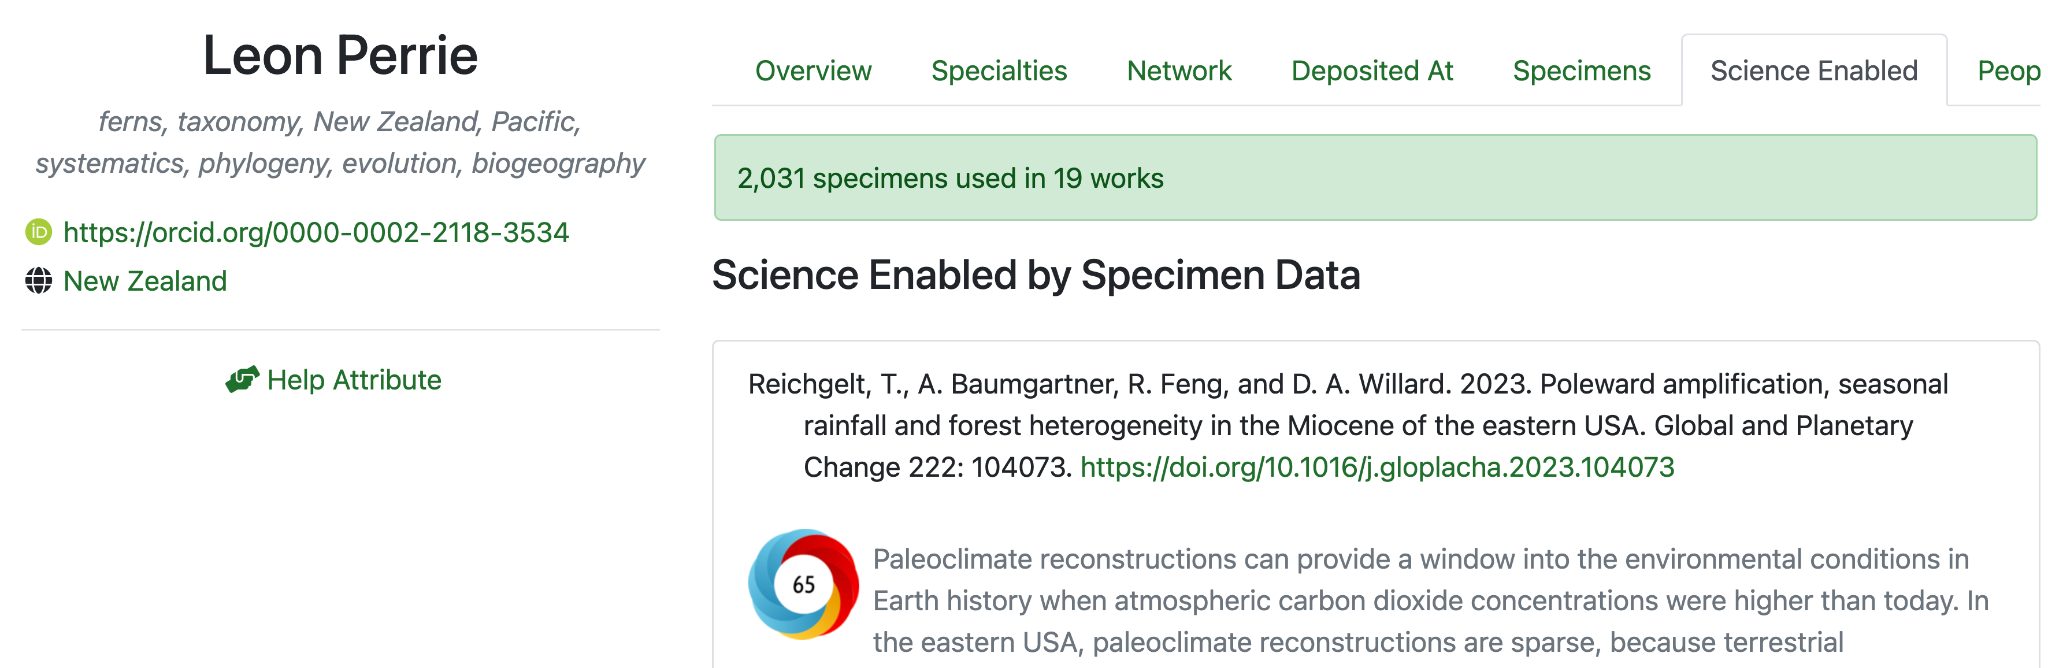 Leon Perrie
ferns, taxonomy, New Zealand, Pacific,
systematics, phylogeny, evolution, biogeography
iD https://orcid.org/0000-0002-2118-3534
New Zealand
Help Attribute
Overview Specialties Network Deposited At Specimens Science Enabled Peop
2,031 specimens used in 19 works
Science Enabled by Specimen Data
Reichgelt, T., A. Baumgartner, R. Feng, and D. A. Willard. 2023. Poleward amplification, seasonal
rainfall and forest heterogeneity in the Miocene of the eastern USA. Global and Planetary
Change 222: 104073. https://doi.org/10.1016/j.gloplacha.2023.104073
65
Paleoclimate reconstructions can provide a window into the environmental conditions in
Earth history when atmospheric carbon dioxide concentrations were higher than today. In
the eastern USA, paleoclimate reconstructions are sparse, because terrestrial